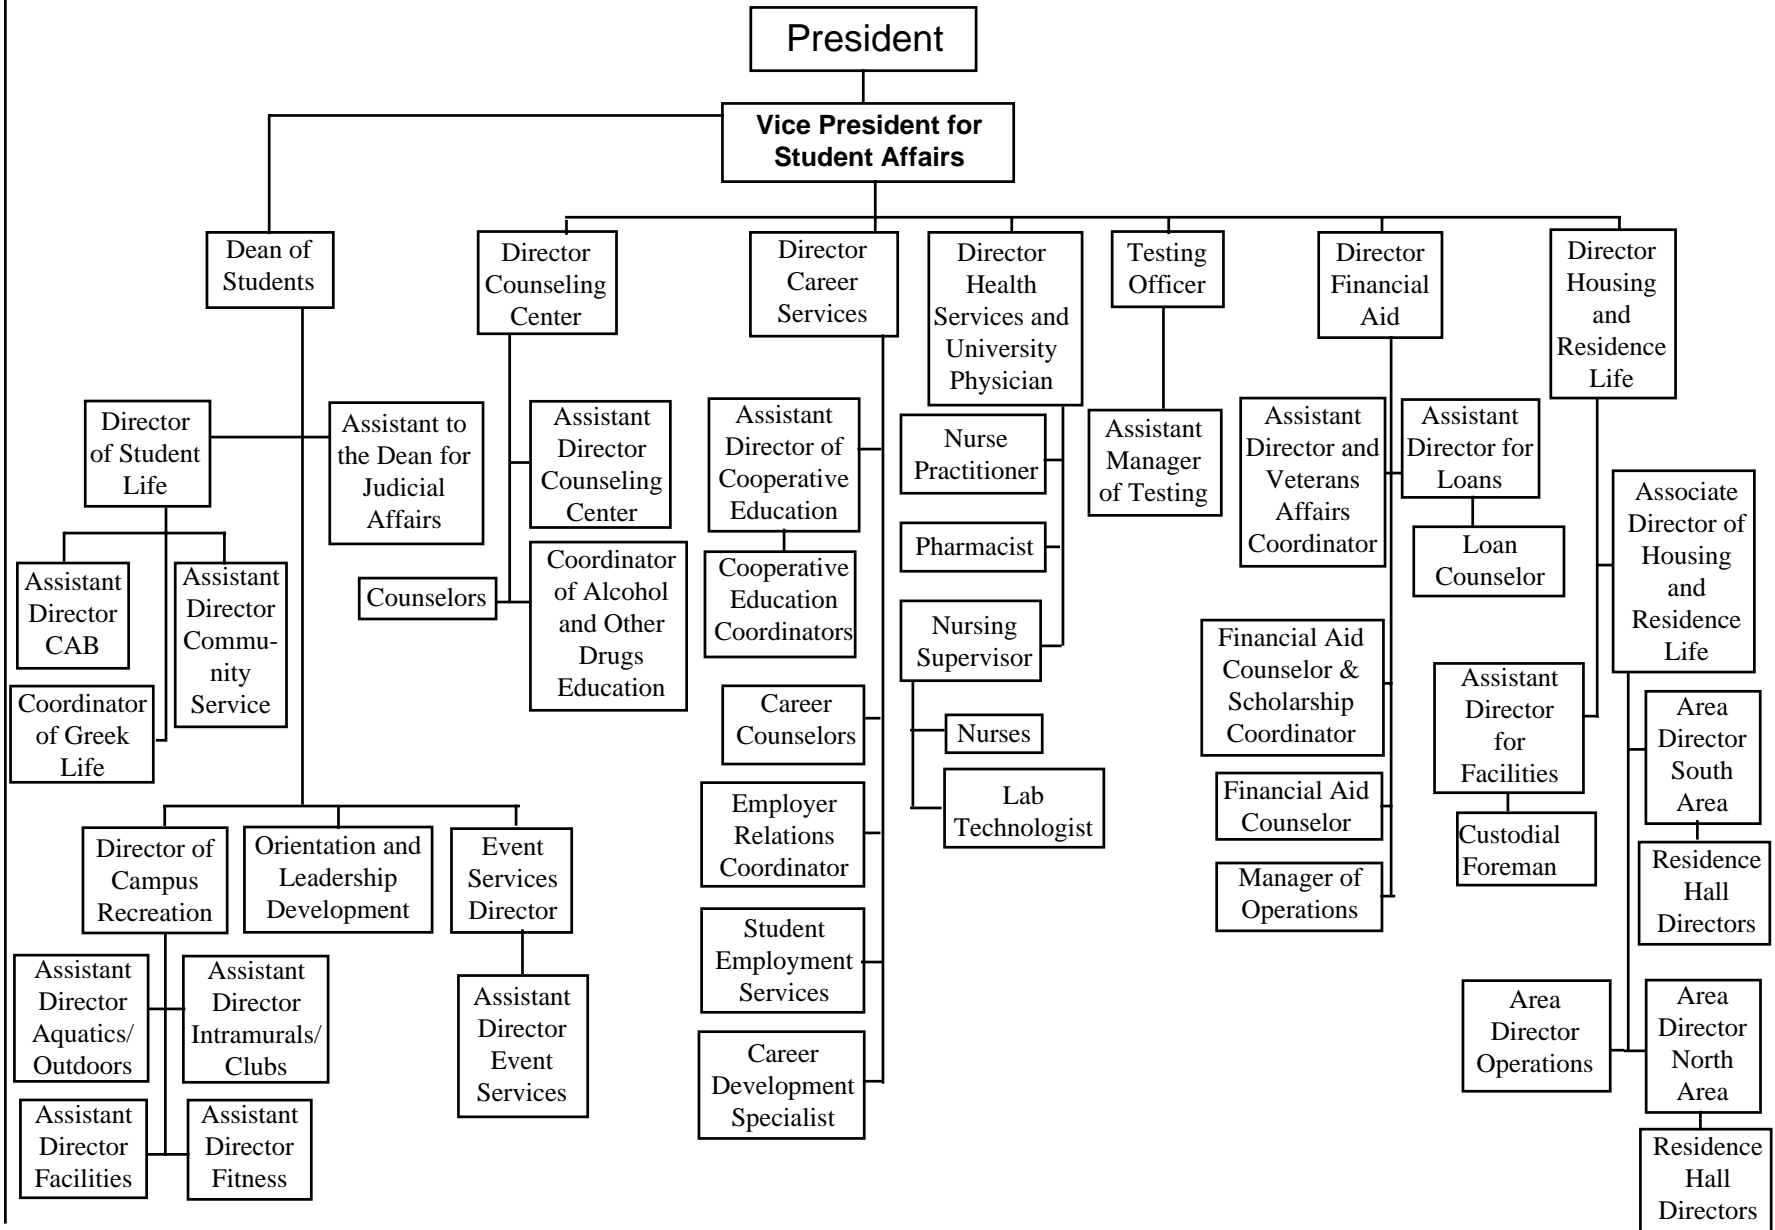 President
Vice President for
Student Affairs
Dean of
Students
Director
Counseling
Center
Director
Career
Services
Director
Health
Services and
University
Physician
Testing
Officer
Director
Financial
Aid
Director
Housing
and
Residence
Life
Director
of Student
Life
Assistant to
the Dean for
Judicial
Affairs
Assistant
Director
CAB
Assistant
Director
Commu-
nity
Service
Coordinator
of Greek
Life
Director of
Campus
Recreation
Orientation and
Leadership
Development
Event
Services
Director
Assistant
Director
Aquatics/
Outdoors
Assistant
Director
Intramurals/
Clubs
Assistant
Director
Facilities
Assistant
Director
Fitness
Assistant
Director
Event
Services
Assistant
Director
Counseling
Center
Counselors
Coordinator
of Alcohol
and Other
Drugs
Education
Assistant
Director of
Cooperative
Education
Cooperative
Education
Coordinators
Career
Counselors
Employer
Relations
Coordinator
Student
Employment
Services
Career
Development
Specialist
Nurse
Practitioner
Pharmacist
Nursing
Supervisor
Nurses
Lab
Technologist
Assistant
Manager
of Testing
Assistant
Director and
Veterans
Affairs
Coordinator
Assistant
Director for
Loans
Loan
Counselor
Financial Aid
Counselor &
Scholarship
Coordinator
Financial Aid
Counselor
Manager of
Operations
Associate
Director of
Housing
and
Residence
Life
Assistant
Director
for
Facilities
Custodial
Foreman
Area
Director
South
Area
Residence
Hall
Directors
Area
Director
Operations
Area
Director
North
Area
Residence
Hall
Directors